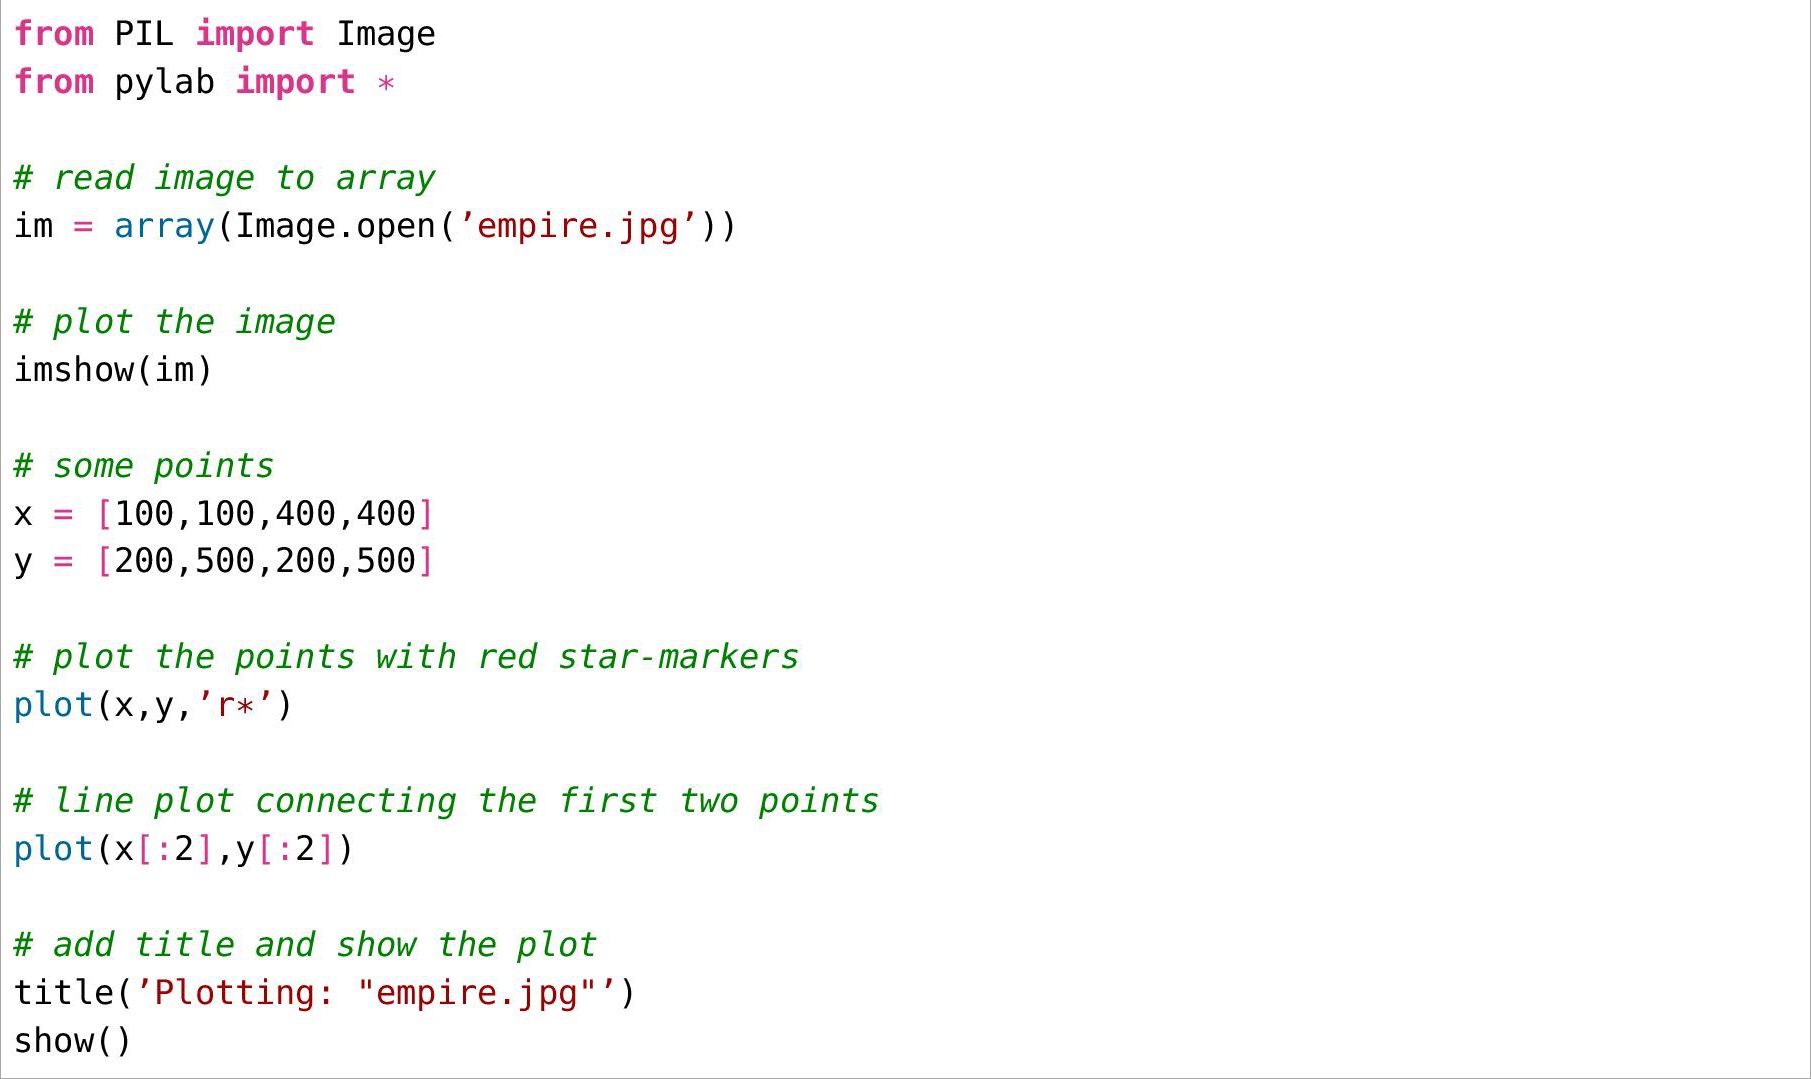 from PIL import Image
from pylab import *
# read image to array
im = array(Image.open(’empire.jpg’))
# plot the image
imshow(im)
# some points
x = [100,100,400,400]
y = [200,500,200,500]
# plot the points with red star-markers
plot(x,y,’r*’)
# line plot connecting the first two points
plot(x[:2],y[:2])
# add title and show the plot
title(’Plotting: "empire.jpg"’)
show()